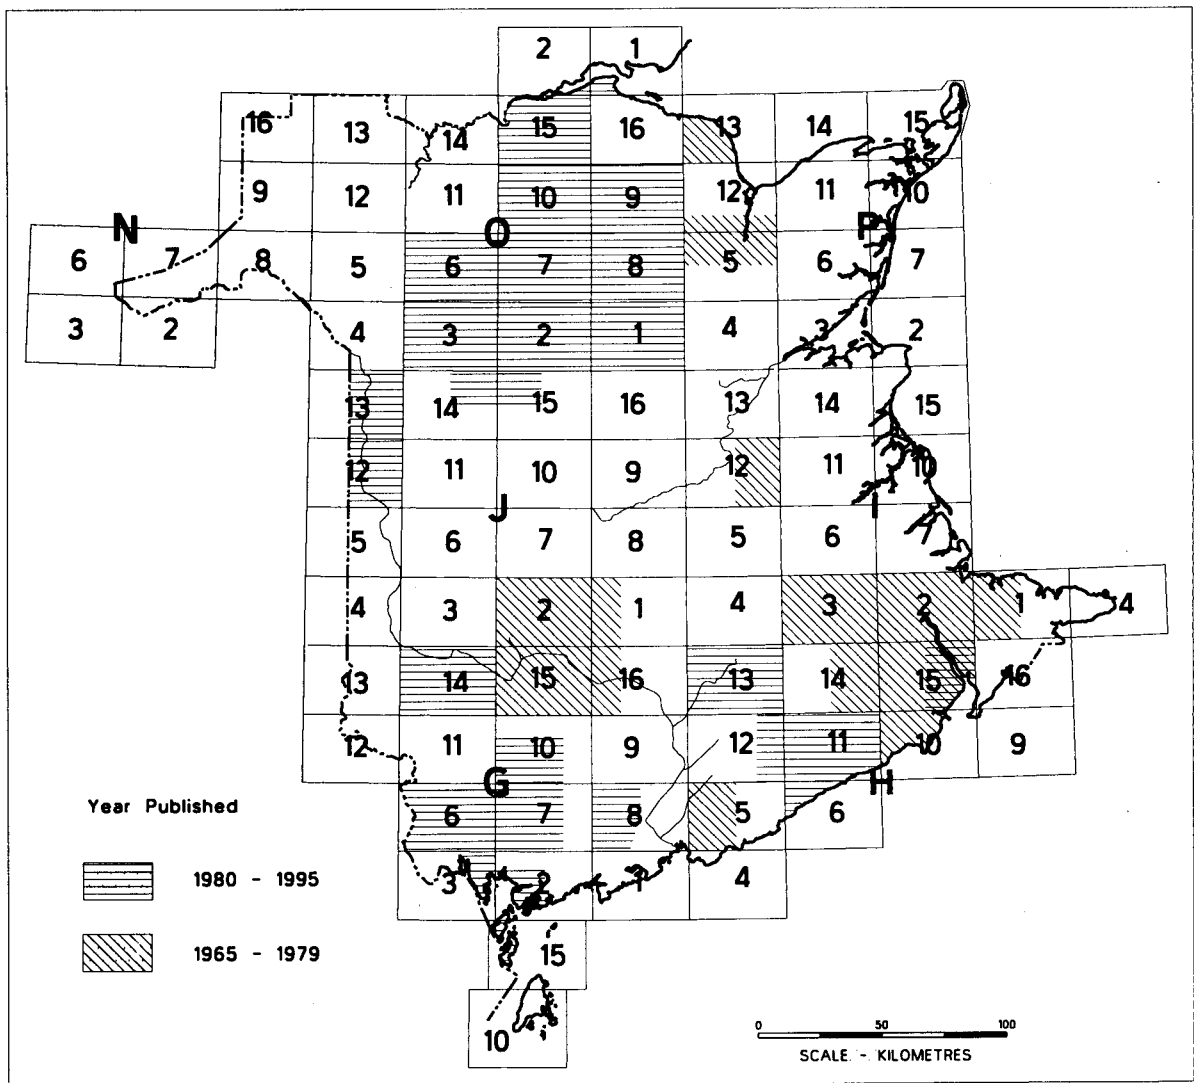 2 1
16 13 14 15 16 13 14 15
9 12 11 10 9 12 11 10
N O P
6 7 8 5 6 7 8 5 6 7
3 2 4 3 2 1 4 3 2
13 14 15 16 13 14 15
12 11 10 9 12 11 10
J I
5 6 7 8 5 6
4 3 2 1 4 3 2 1 4
13 14 15 16 13 14 15 16
12 11 10 9 12 11 10 9
G H
6 7 8 5 6
Year Published
1980 - 1995
3 2 1 4
1965 - 1979
15
10
0 50 100
SCALE - KILOMETRES